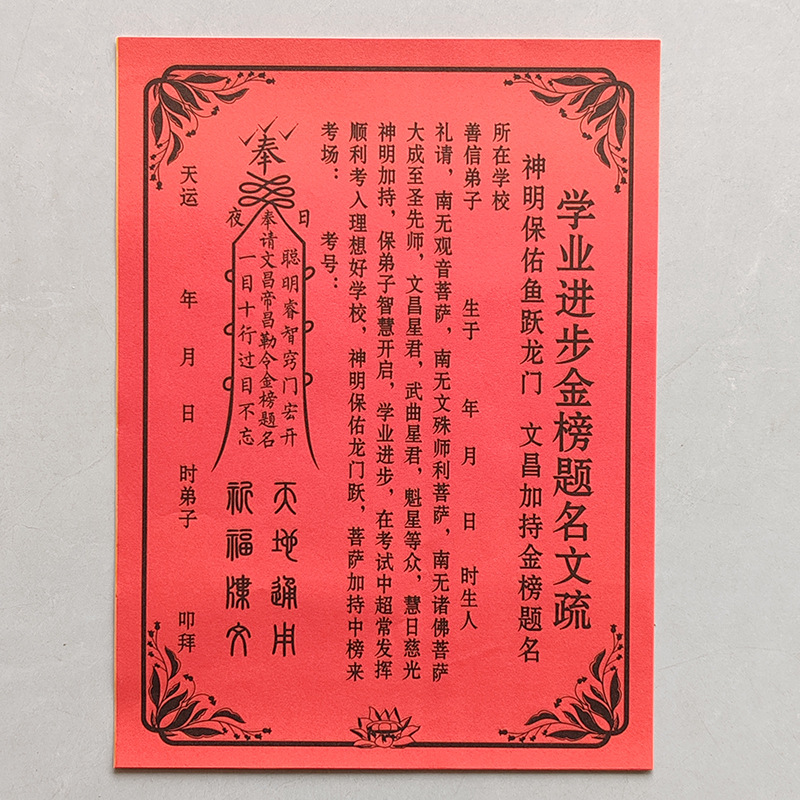 学业进步金榜题名文疏
神明保佑鱼跃龙门 文昌加持金榜题名
所在学校
善信弟子 生于 年 月 日 时生人
礼请，南无观音菩萨，南无文殊师利菩萨，南无诸佛菩萨
大成至圣先师，文昌星君，武曲星君，魁星等众，慧日慈光
神明加持，保弟子智慧开启，学业进步，在考试中超常发挥
顺利考入理想好学校，神明保佑龙门跃，菩萨加持中榜来
考场： 考号：
奉
日
聪明睿智窍门宏开
奉请文昌帝昌勒令金榜题名
一目十行过目不忘
夜
天地通用
祈福牒文
天运 年 月 日 时弟子 叩拜